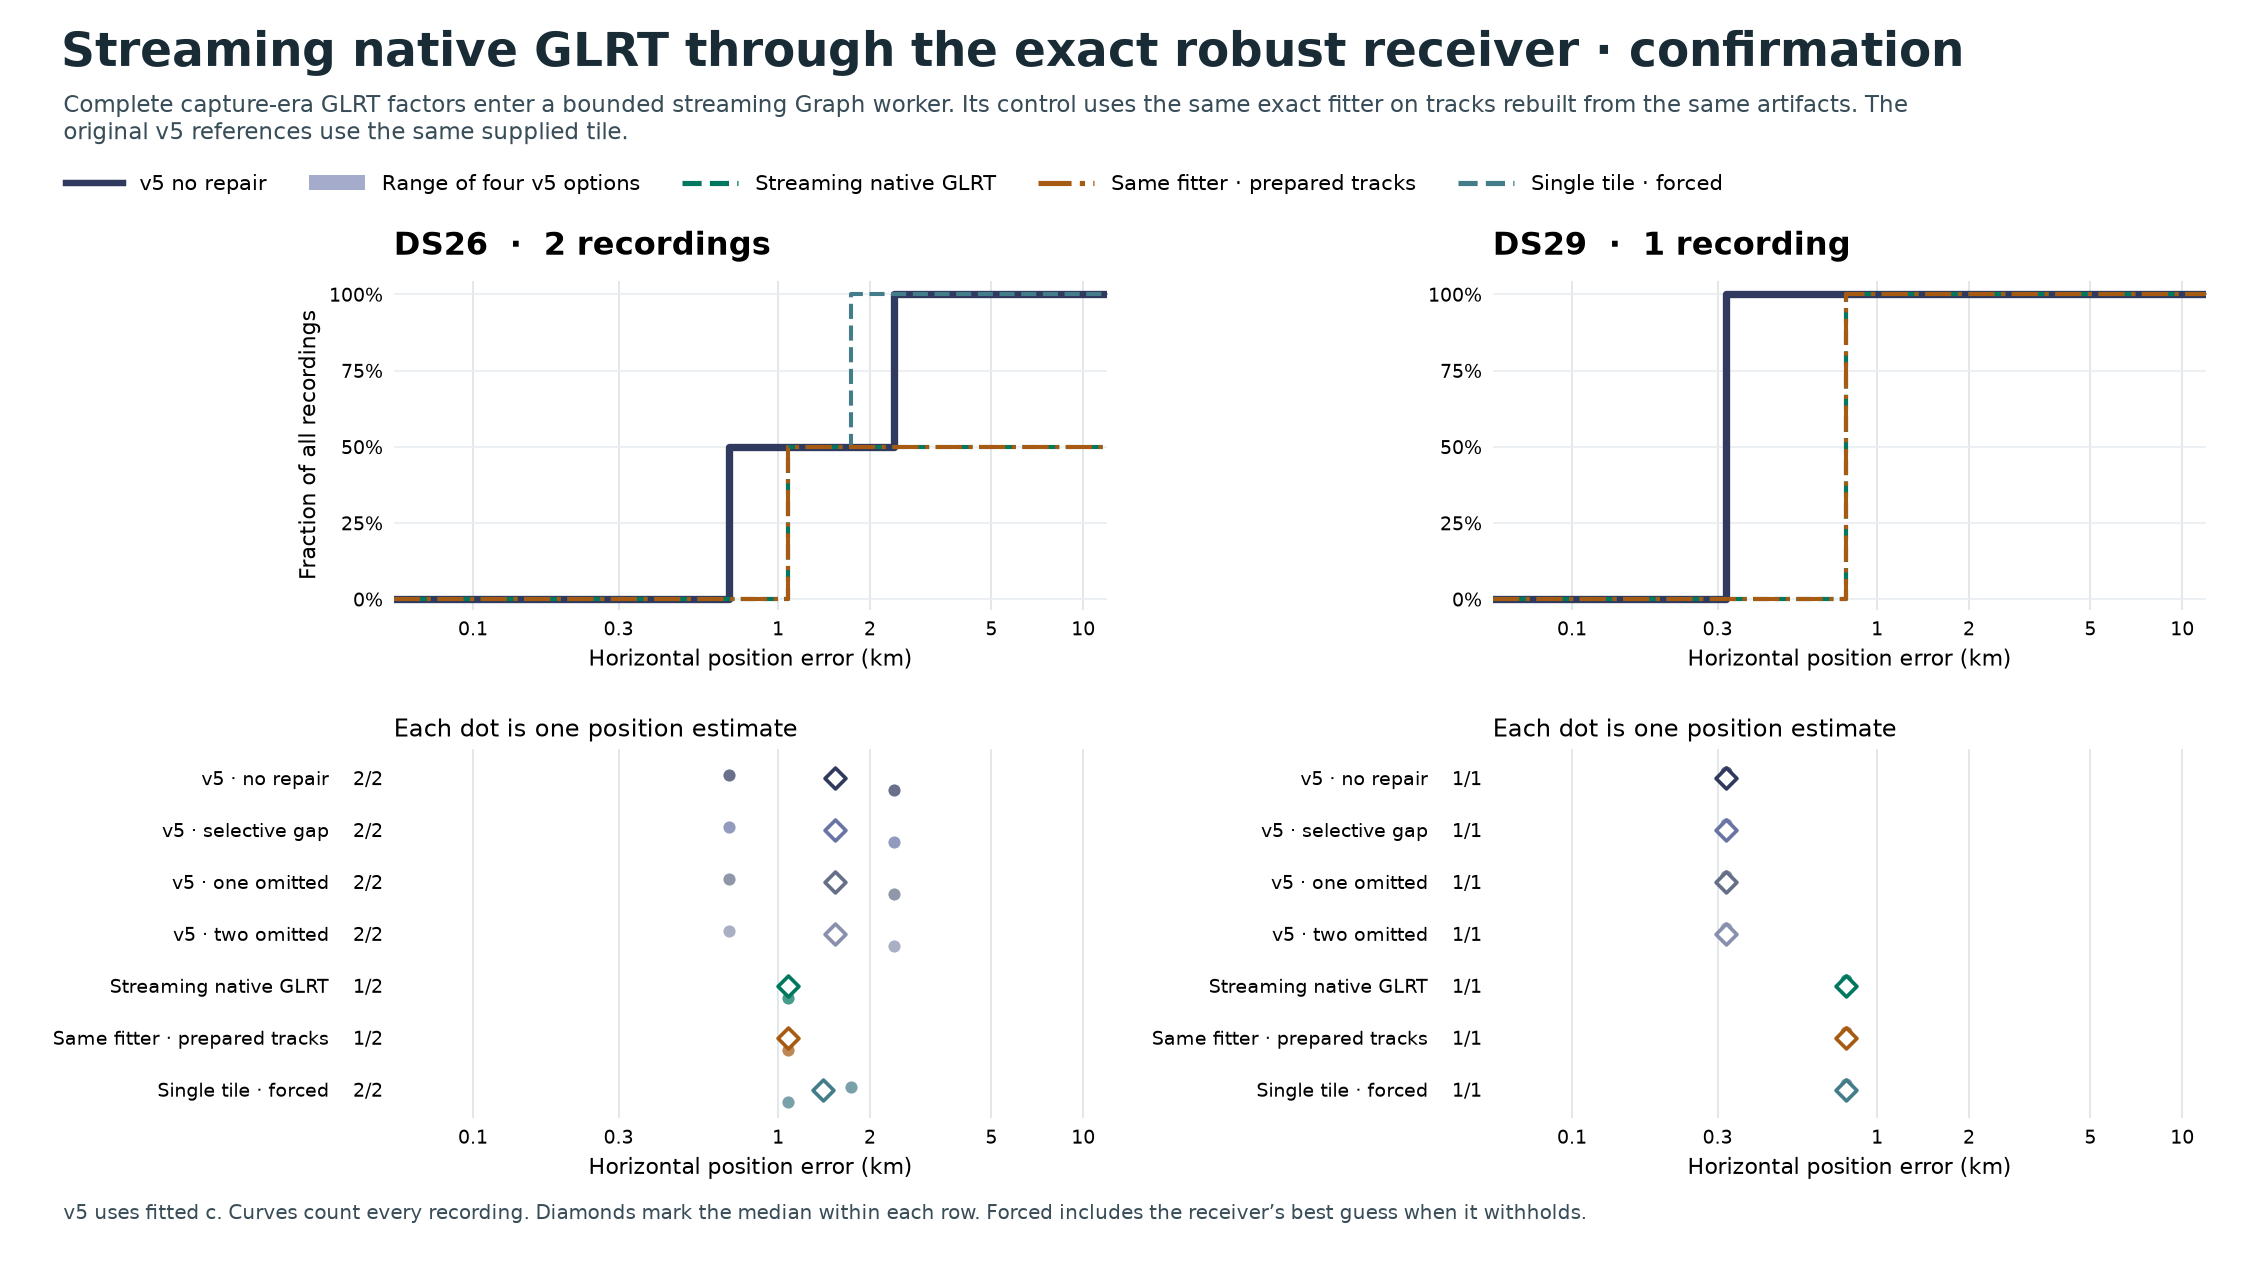 Streaming native GLRT through the exact robust receiver · confirmation
Complete capture-era GLRT factors enter a bounded streaming Graph worker. Its control uses the same exact fitter on tracks rebuilt from the same artifacts. The
original v5 references use the same supplied tile.
v5 no repair
Range of four v5 options
Streaming native GLRT
Same fitter · prepared tracks
Single tile · forced
DS26 · 2 recordings
Fraction of all recordings
100%
75%
50%
25%
0%
0.1 0.3 1 2 5 10
Horizontal position error (km)
DS29 · 1 recording
100%
75%
50%
25%
0%
0.1 0.3 1 2 5 10
Horizontal position error (km)
Each dot is one position estimate
v5 · no repair 2/2
v5 · selective gap 2/2
v5 · one omitted 2/2
v5 · two omitted 2/2
Streaming native GLRT 1/2
Same fitter · prepared tracks 1/2
Single tile · forced 2/2
0.1 0.3 1 2 5 10
Horizontal position error (km)
Each dot is one position estimate
v5 · no repair 1/1
v5 · selective gap 1/1
v5 · one omitted 1/1
v5 · two omitted 1/1
Streaming native GLRT 1/1
Same fitter · prepared tracks 1/1
Single tile · forced 1/1
0.1 0.3 1 2 5 10
Horizontal position error (km)
v5 uses fitted c. Curves count every recording. Diamonds mark the median within each row. Forced includes the receiver’s best guess when it withholds.